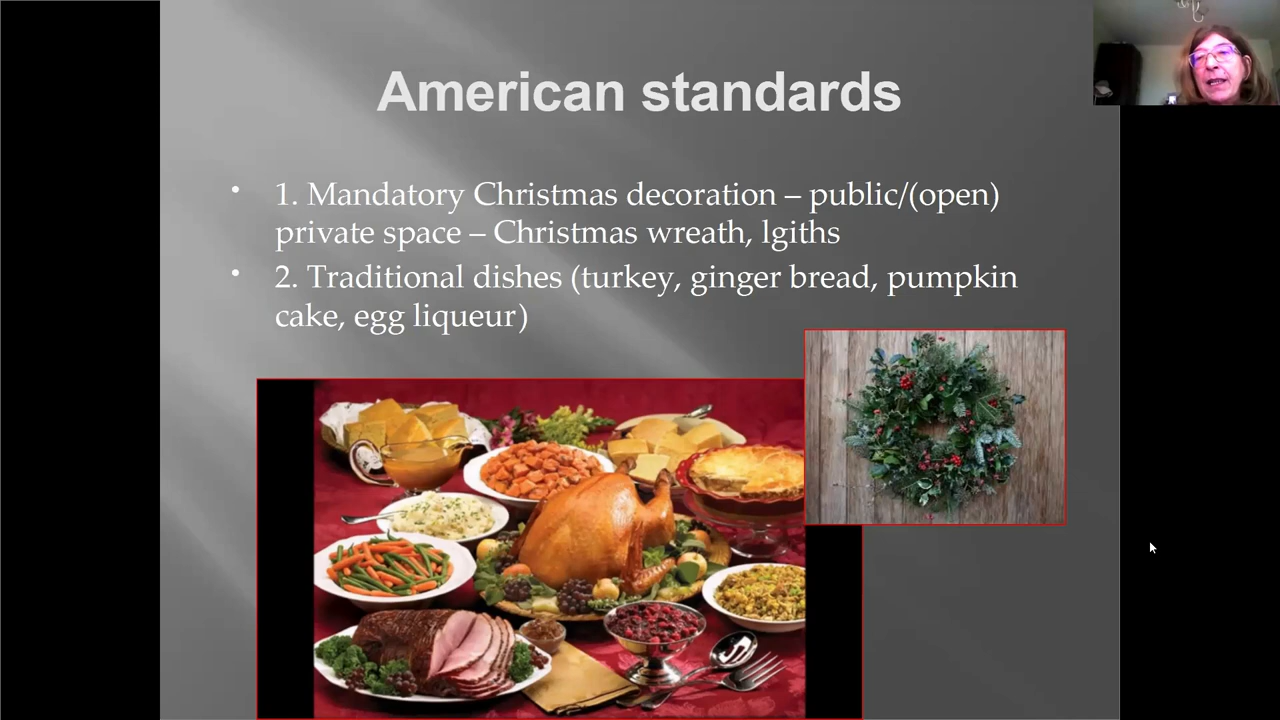 American standards
• 1. Mandatory Christmas decoration – public/(open)
private space – Christmas wreath, lgiths
• 2. Traditional dishes (turkey, ginger bread, pumpkin
cake, egg liqueur)